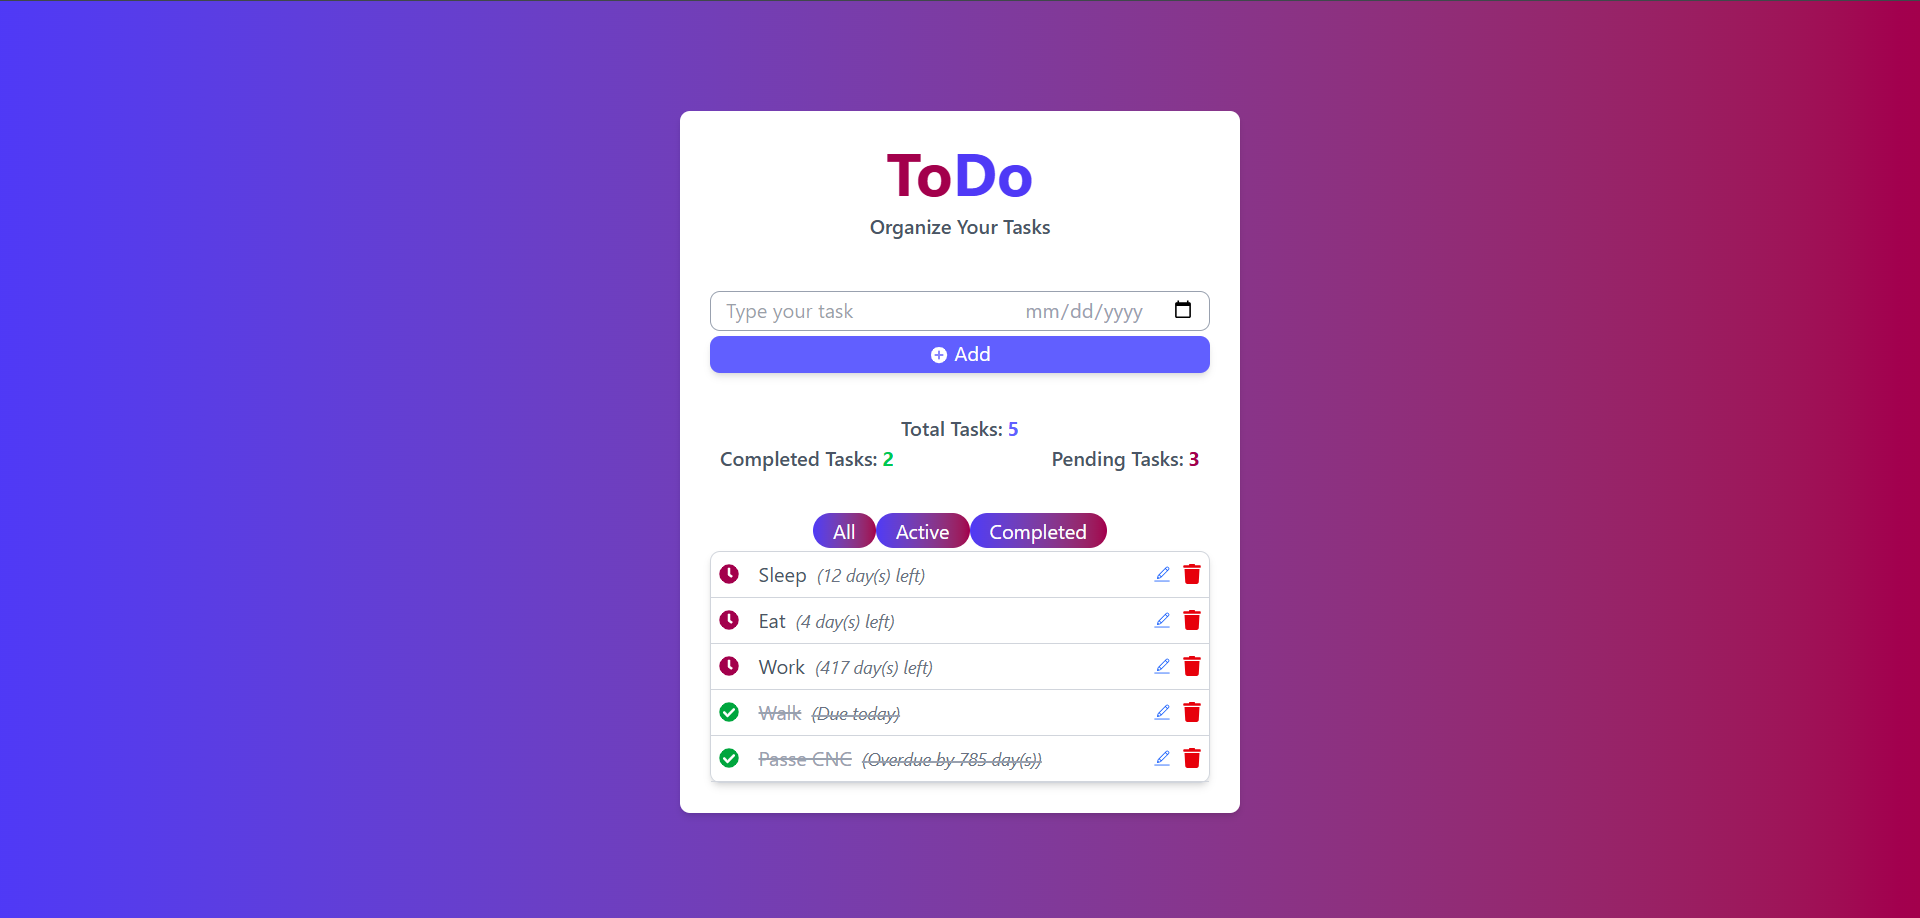 ToDo
Organize Your Tasks
Type your task mm/dd/yyyy
Add
Total Tasks: 5
Completed Tasks: 2 Pending Tasks: 3
All Active Completed
Sleep (12 day(s) left)
Eat (4 day(s) left)
Work (417 day(s) left)
Walk (Due today)
Passe CNC (Overdue by 785 day(s))